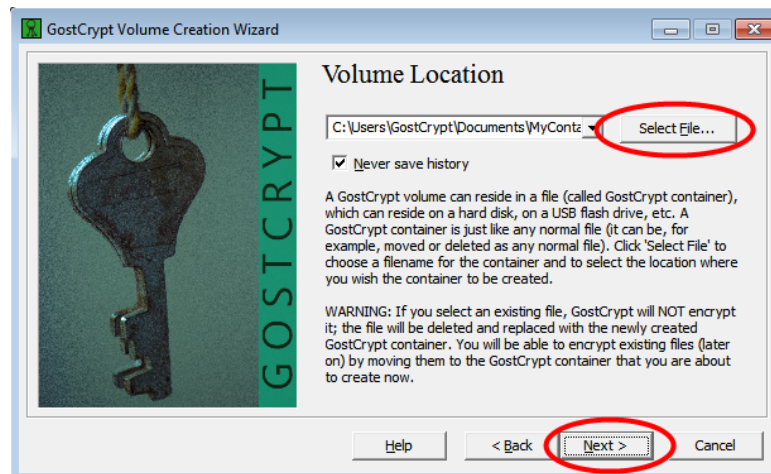 GostCrypt Volume Creation Wizard
GOSTCRYPT
Volume Location
C:\Users\GostCrypt\Documents\MyConta
Select File...
Never save history
A GostCrypt volume can reside in a file (called GostCrypt container),
which can reside on a hard disk, on a USB flash drive, etc. A
GostCrypt container is just like any normal file (it can be, for
example, moved or deleted as any normal file). Click 'Select File' to
choose a filename for the container and to select the location where
you wish the container to be created.
WARNING: If you select an existing file, GostCrypt will NOT encrypt
it; the file will be deleted and replaced with the newly created
GostCrypt container. You will be able to encrypt existing files (later
on) by moving them to the GostCrypt container that you are about
to create now.
Help
< Back
Next >
Cancel